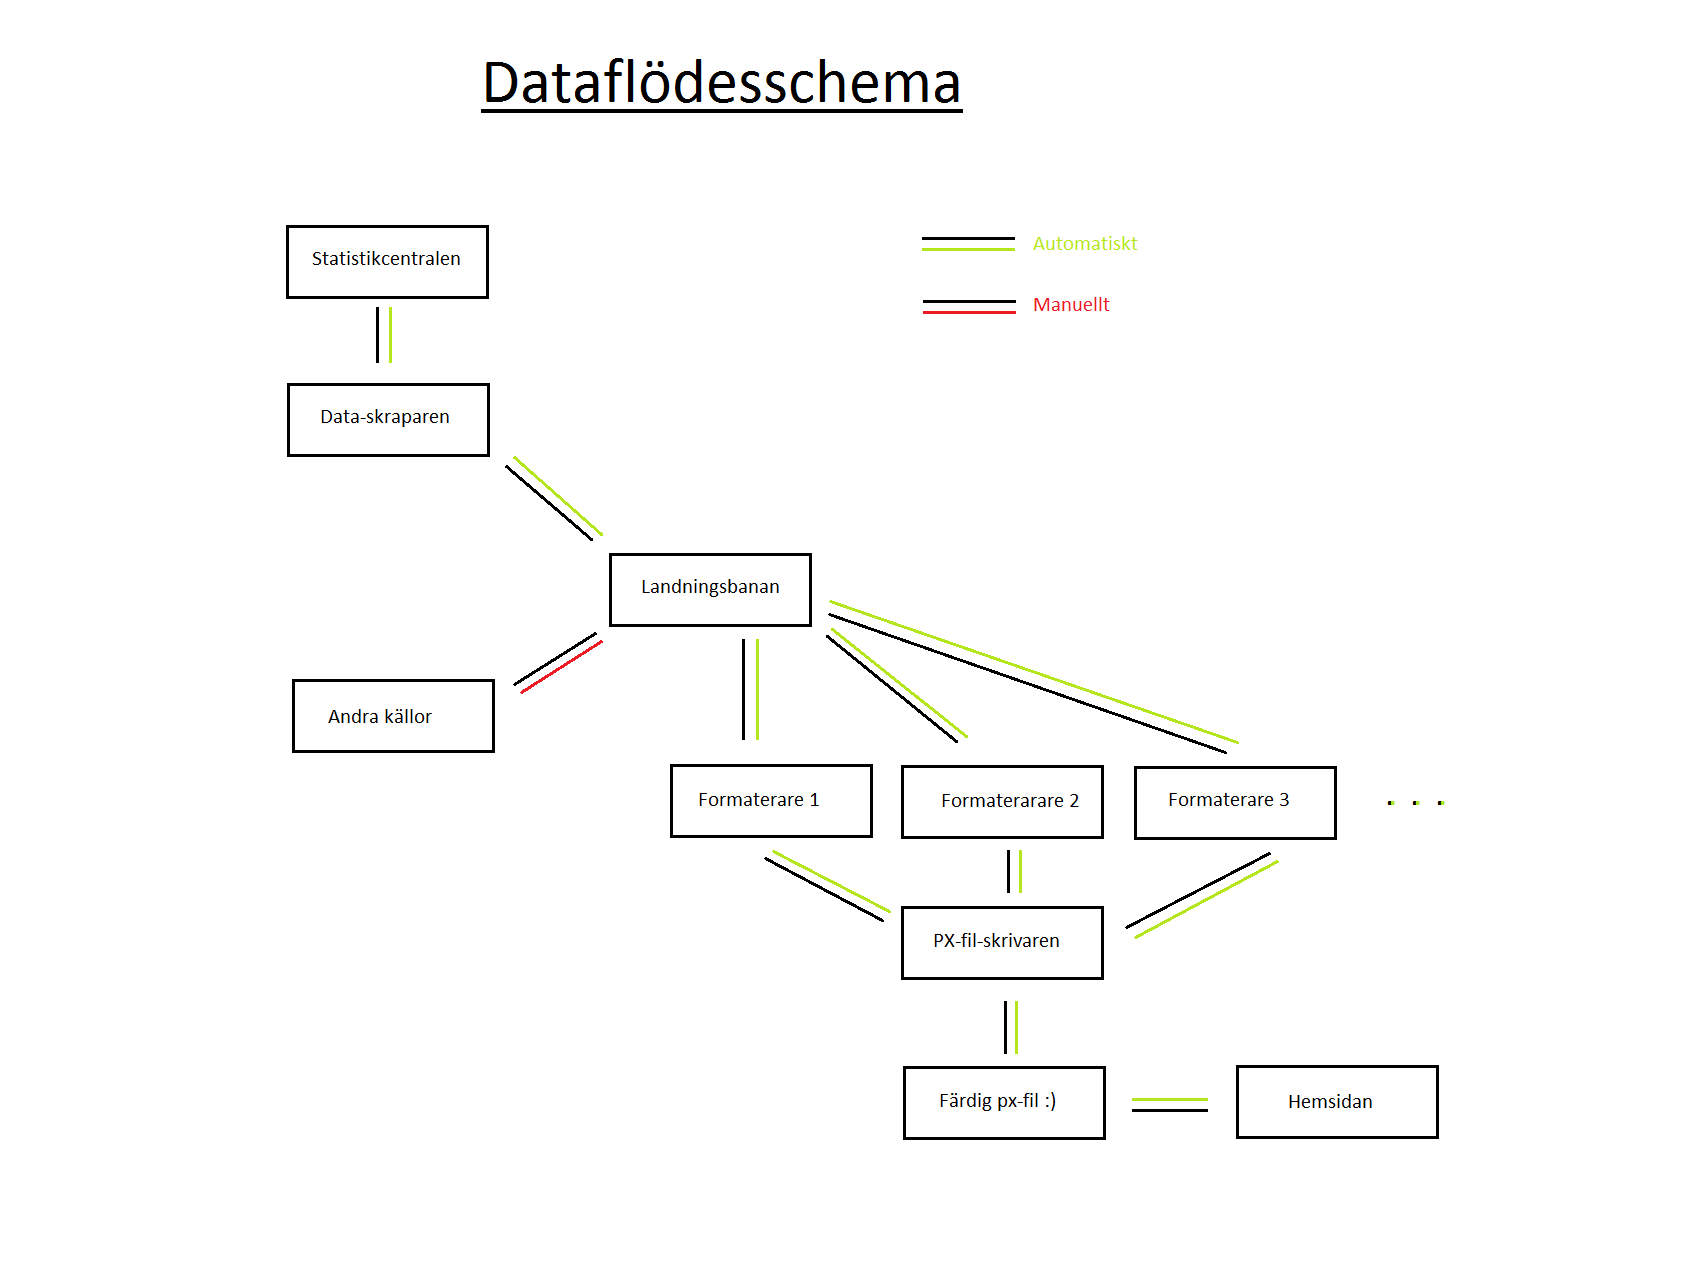 Dataflödesschema
Statistikcentralen
Automatiskt
Manuellt
Data-skraparen
Landningsbanan
Andra källor
Formaterare 1
Formaterarare 2
Formaterare 3
. . .
PX-fil-skrivaren
Färdig px-fil :)
Hemsidan